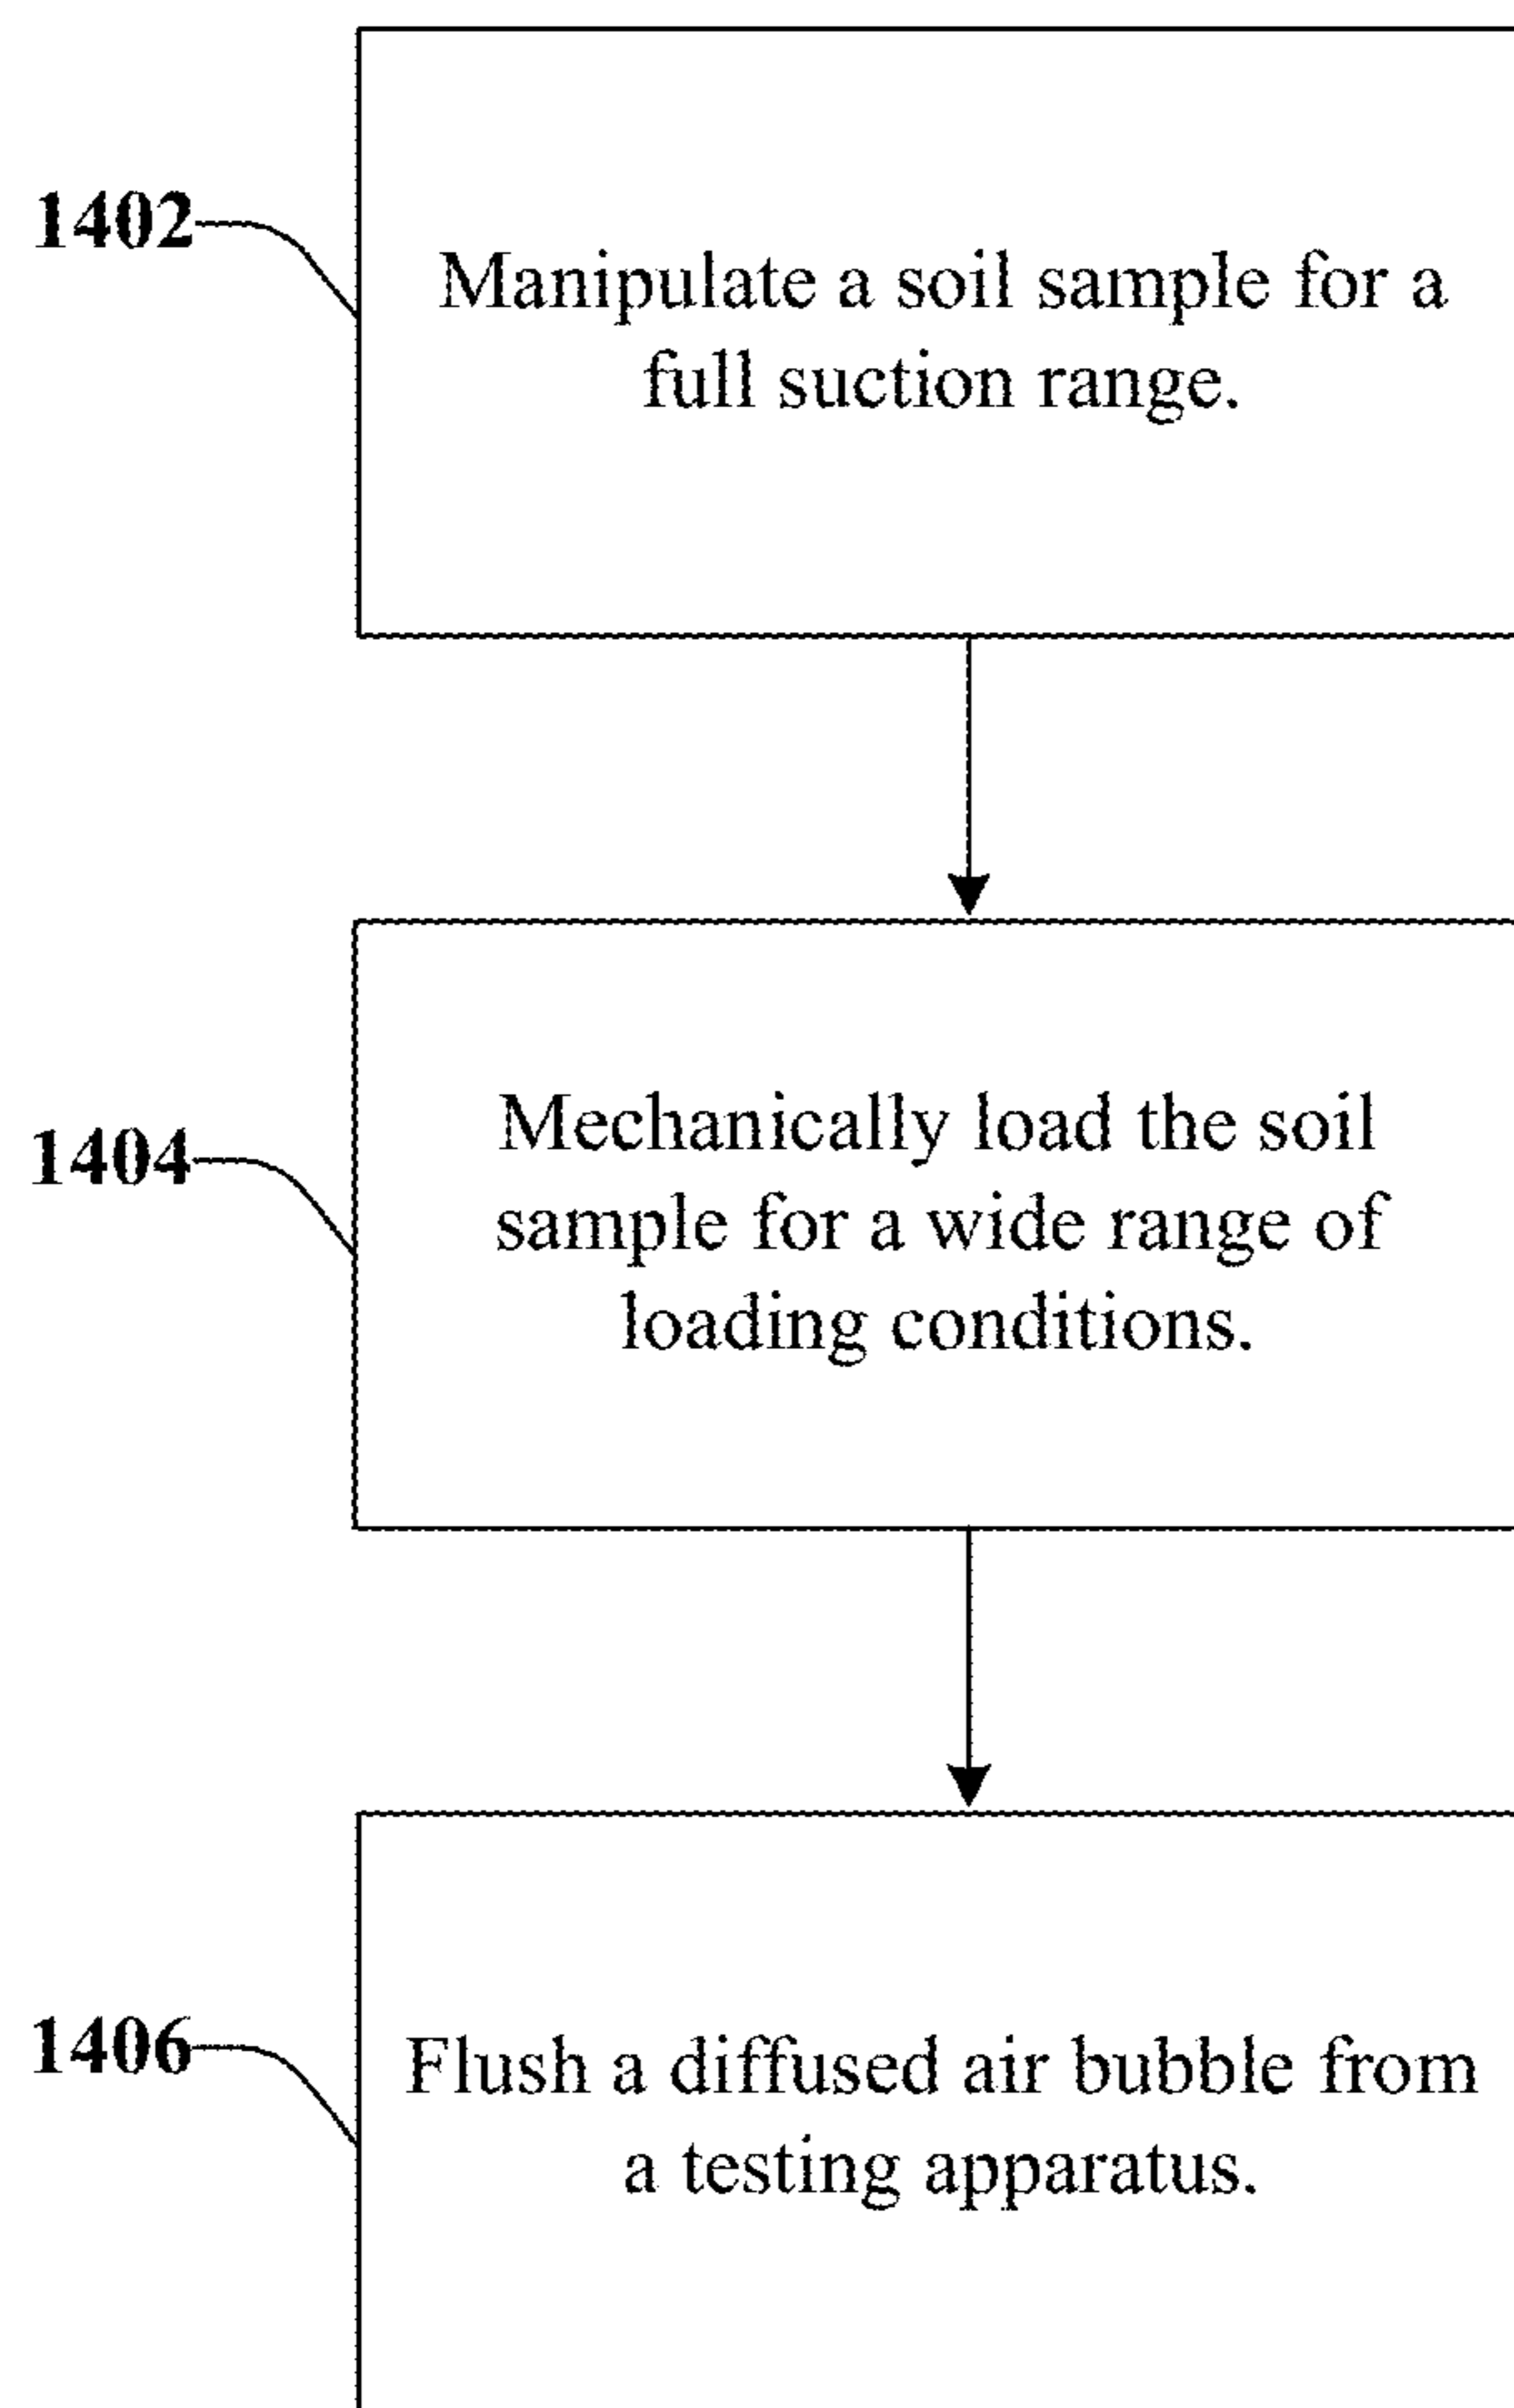 1402
Manipulate a soil sample for a
full suction range.
1404
Mechanically load the soil
sample for a wide range of
loading conditions.
1406
Flush a diffused air bubble from
a testing apparatus.